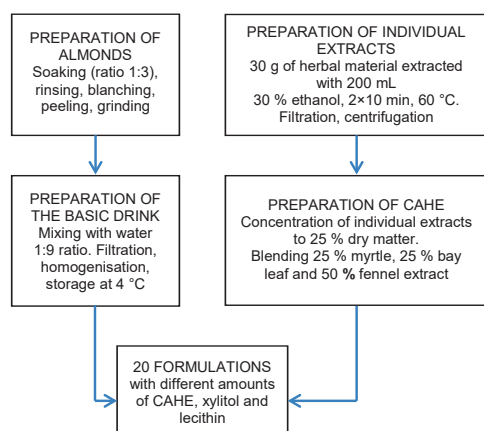 PREPARATION OF
ALMONDS
Soaking (ratio 1:3),
rinsing, blanching,
peeling, grinding
PREPARATION OF INDIVIDUAL
EXTRACTS
30 g of herbal material extracted
with 200 mL
30 % ethanol, 2×10 min, 60 °C.
Filtration, centrifugation
PREPARATION OF
THE BASIC DRINK
Mixing with water
1:9 ratio. Filtration,
homogenisation,
storage at 4 °C
PREPARATION OF CAHE
Concentration of individual extracts
to 25 % dry matter.
Blending 25 % myrtle, 25 % bay
leaf and 50 % fennel extract
20 FORMULATIONS
with different amounts
of CAHE, xylitol and
lecithin